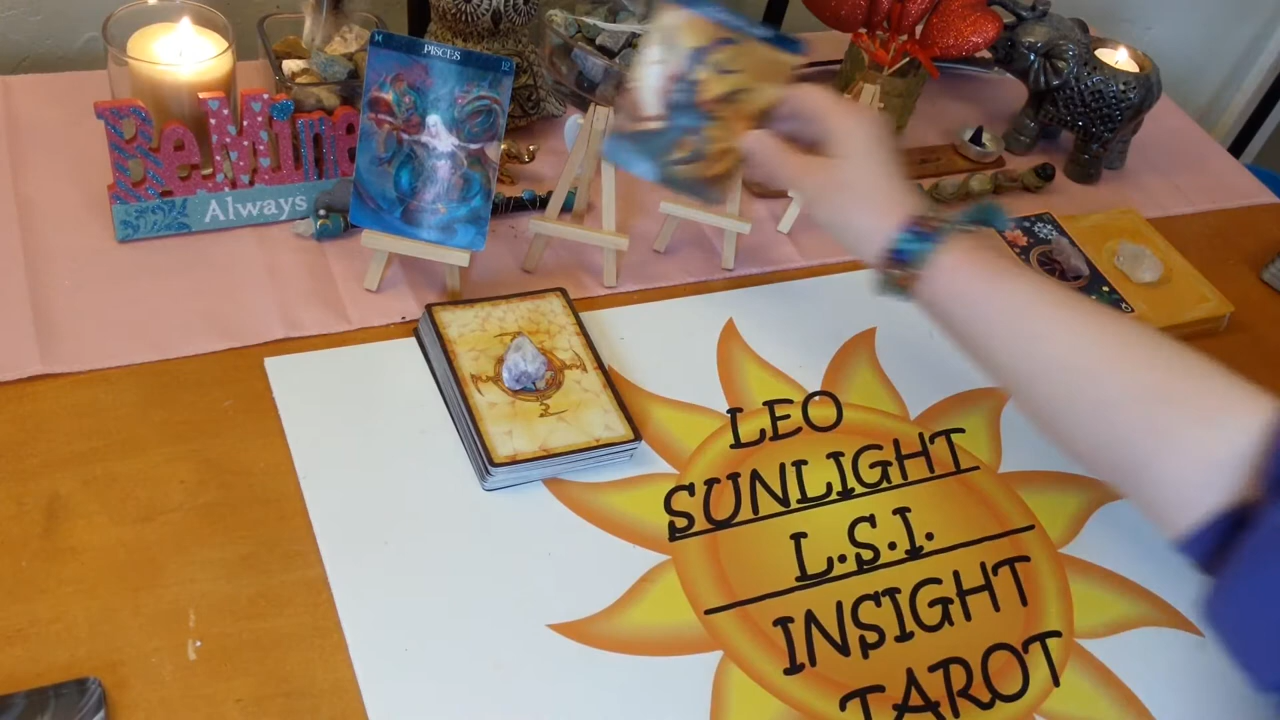 PISCES
12
Be Mine
Always
LEO
SUNLIGHT
L.S.I.
INSIGHT
TAROT